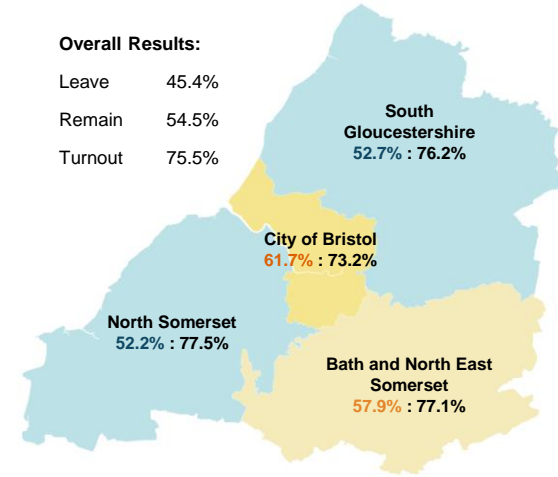 Overall Results:
Leave 45.4%
Remain 54.5%
Turnout 75.5%
South
Gloucestershire
52.7% : 76.2%
City of Bristol
61.7% : 73.2%
North Somerset
52.2% : 77.5%
Bath and North East
Somerset
57.9% : 77.1%